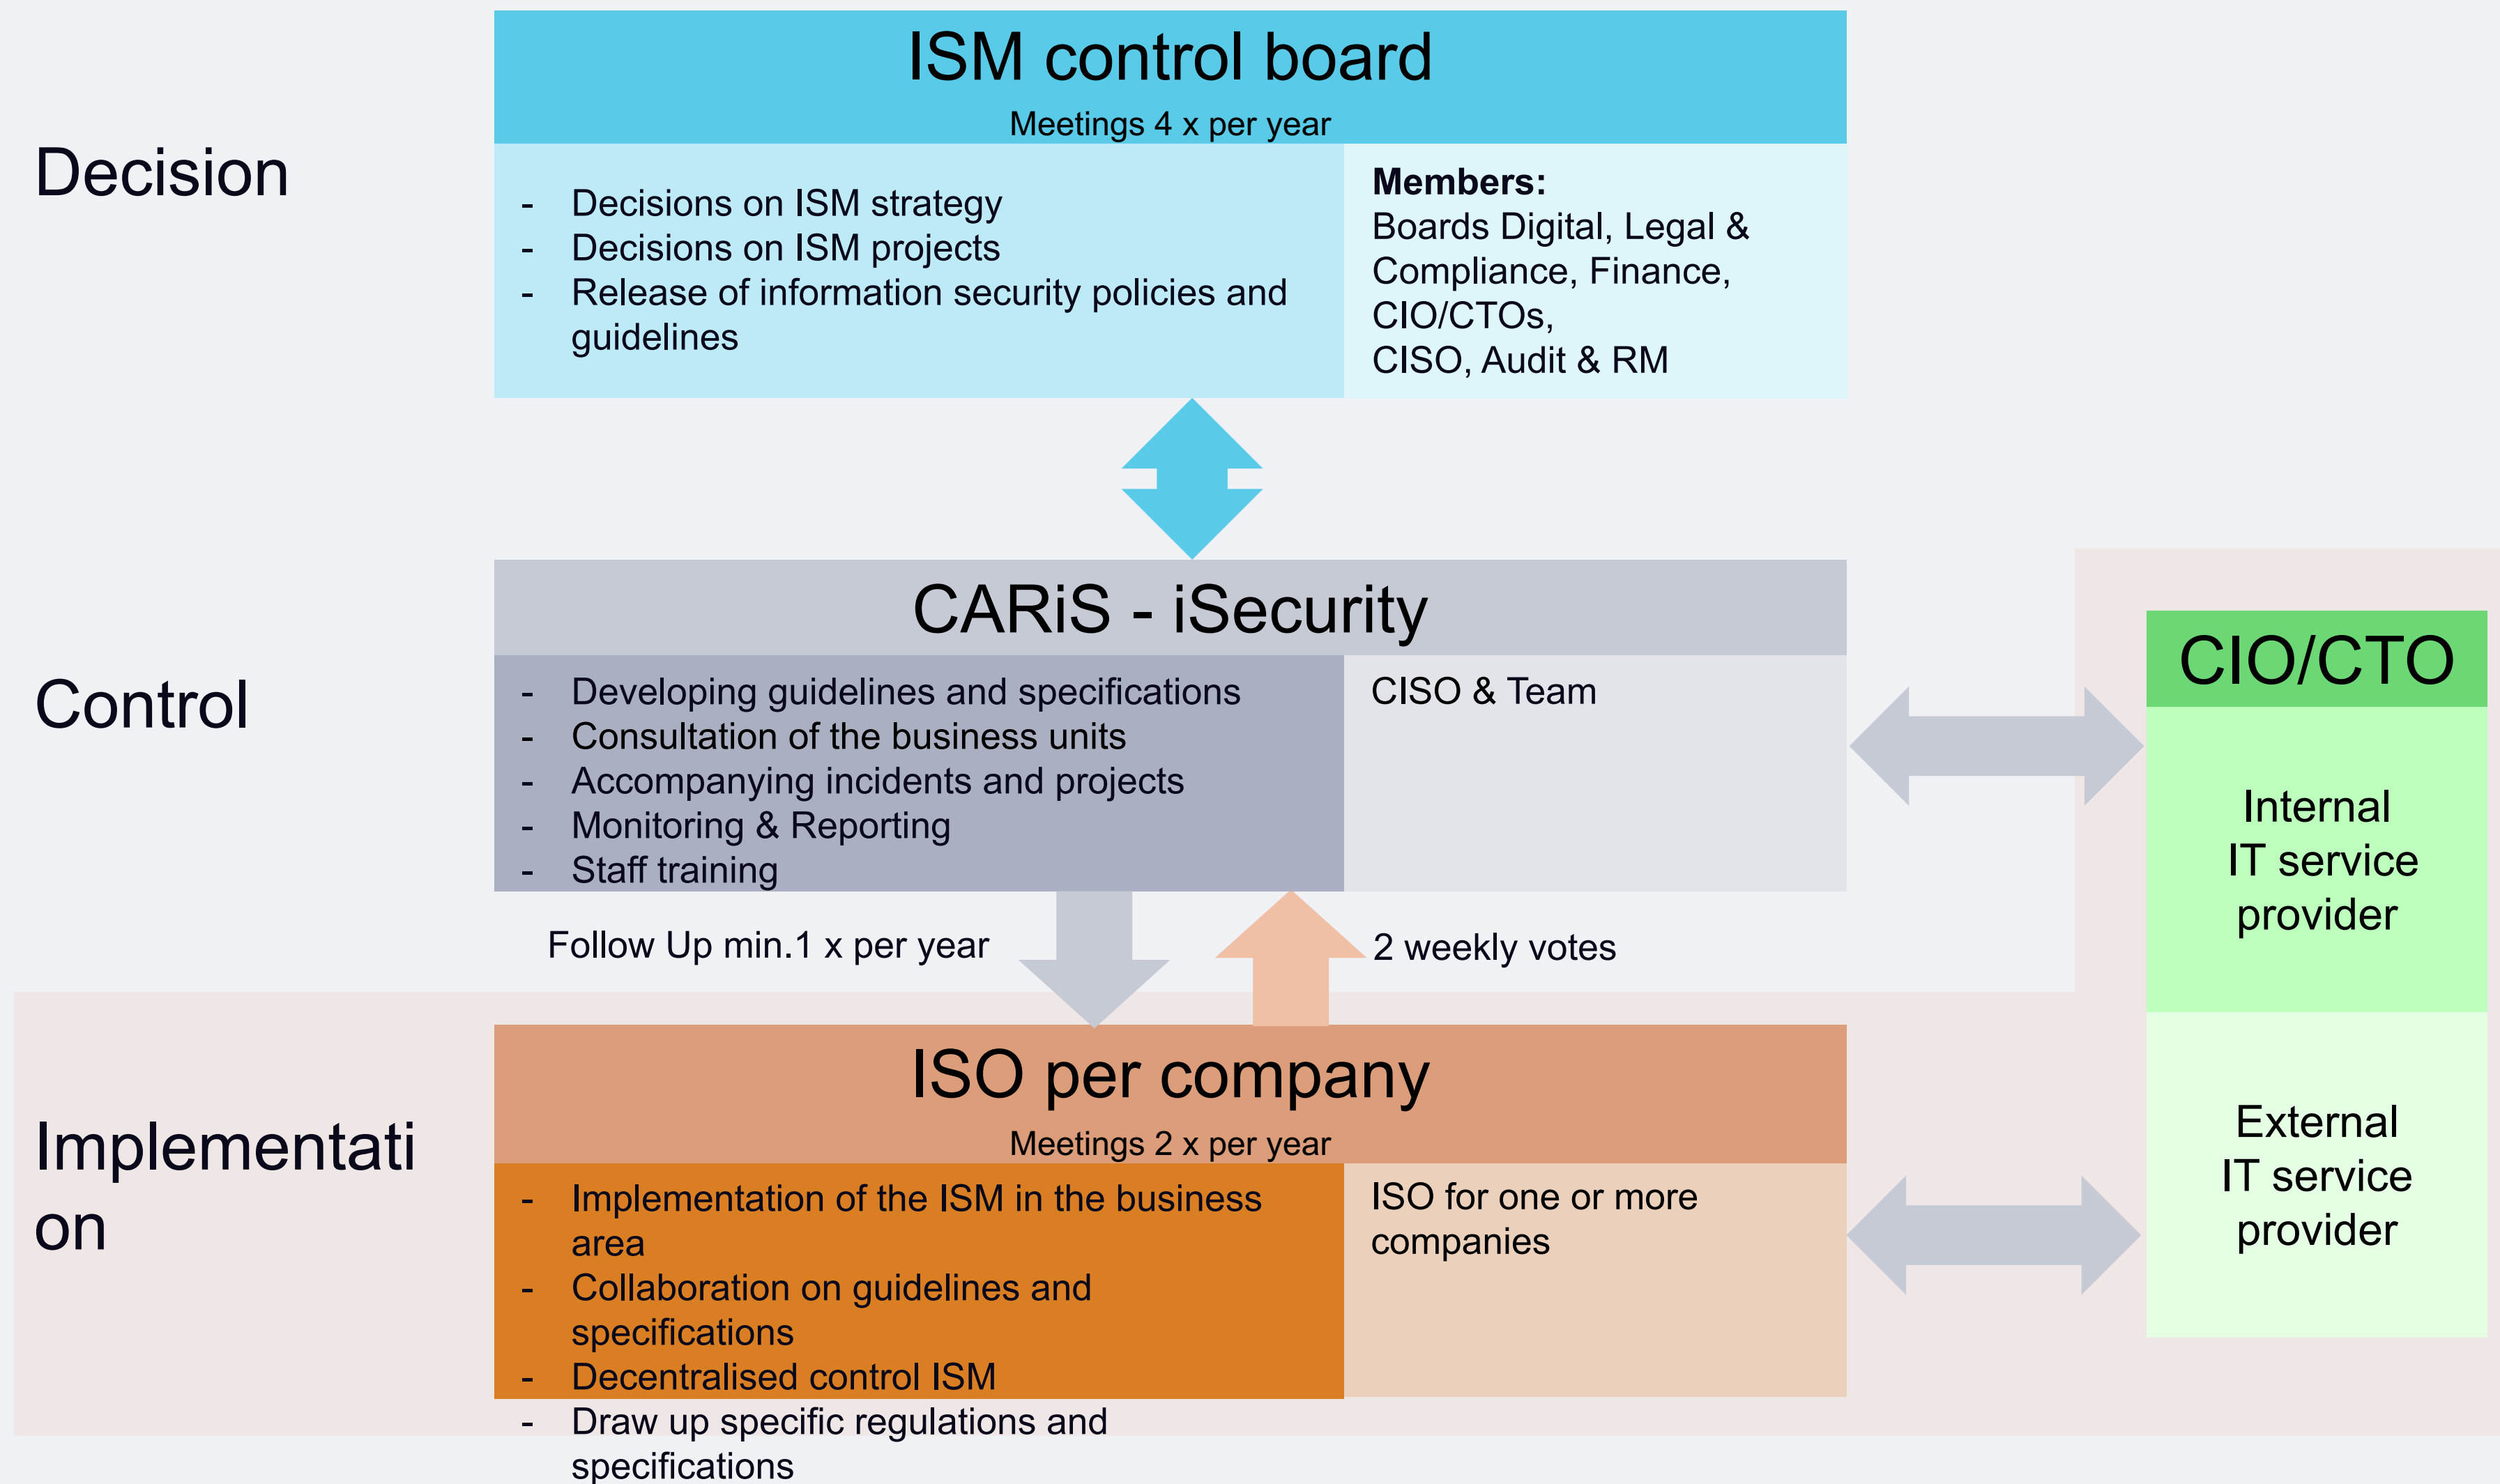 ISM control board
Meetings 4 x per year
Decision
- Decisions on ISM strategy
- Decisions on ISM projects
- Release of information security policies and
guidelines
Members:
Boards Digital, Legal &
Compliance, Finance,
CIO/CTOs,
CISO, Audit & RM
CARiS - iSecurity
Control
- Developing guidelines and specifications
- Consultation of the business units
- Accompanying incidents and projects
- Monitoring & Reporting
- Staff training
CISO & Team
CIO/CTO
Internal
IT service
provider
External
IT service
provider
Follow Up min.1 x per year
2 weekly votes
ISO per company
Meetings 2 x per year
Implementati
on
- Implementation of the ISM in the business
area
- Collaboration on guidelines and
specifications
- Decentralised control ISM
- Draw up specific regulations and
specifications
ISO for one or more
companies